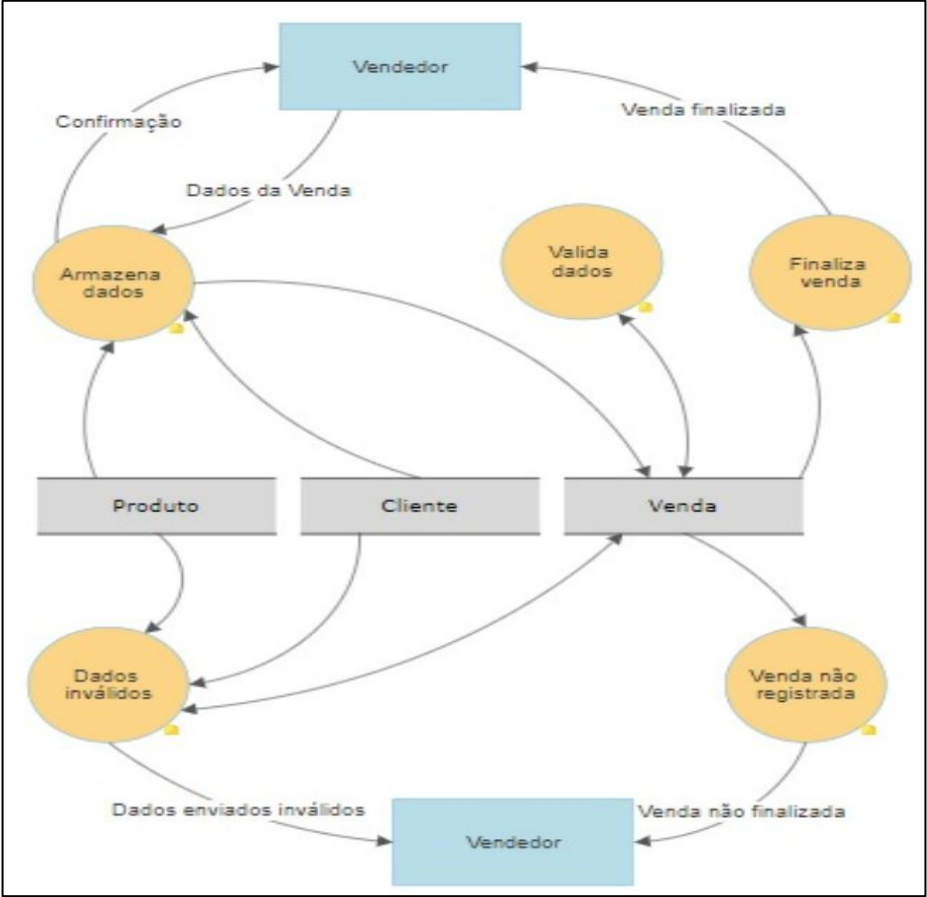 Vendedor
Confirmação
Venda finalizada
Dados da Venda
Armazena
dados
Valida
dados
Finaliza
venda
Produto
Cliente
Venda
Dados
inválidos
Venda não
registrada
Dados enviados inválidos
Venda não finalizada
Vendedor